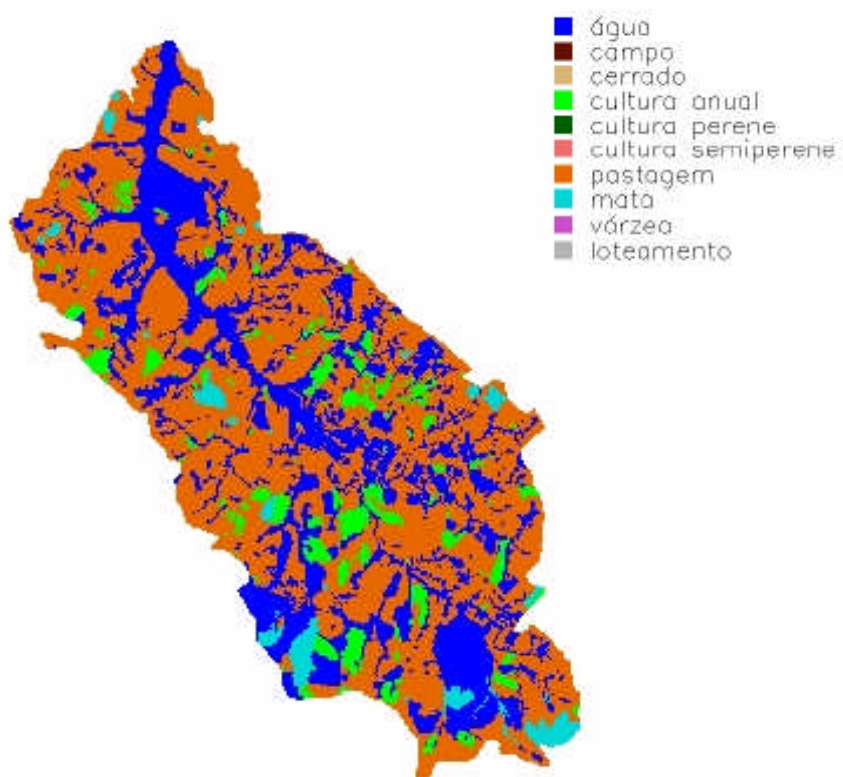 água
campo
cerrado
cultura anual
cultura perene
cultura semiperene
pastagem
mata
várzea
loteamento